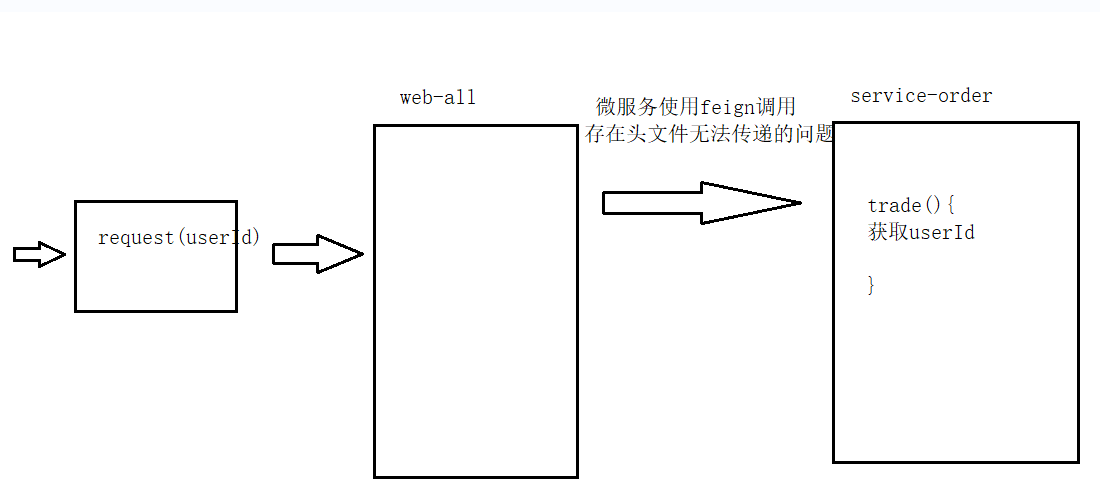 request(userId)
web-all
微服务使用feign调用
存在头文件无法传递的问题
service-order
trade(){
获取userId
}